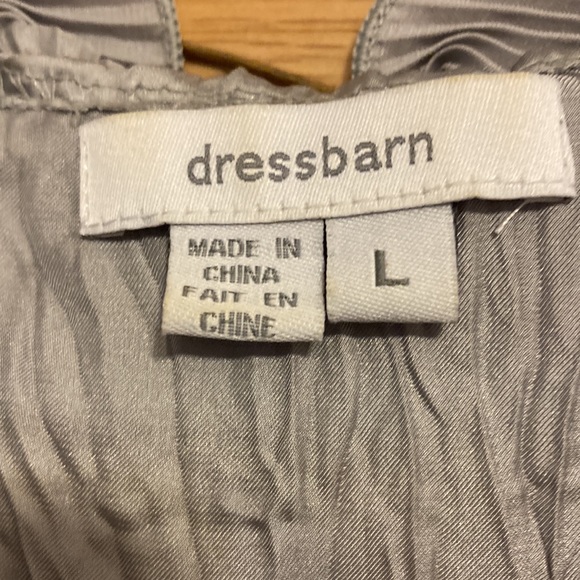 dressbarn
MADE IN
CHINA
FAIT EN
CHINE
L